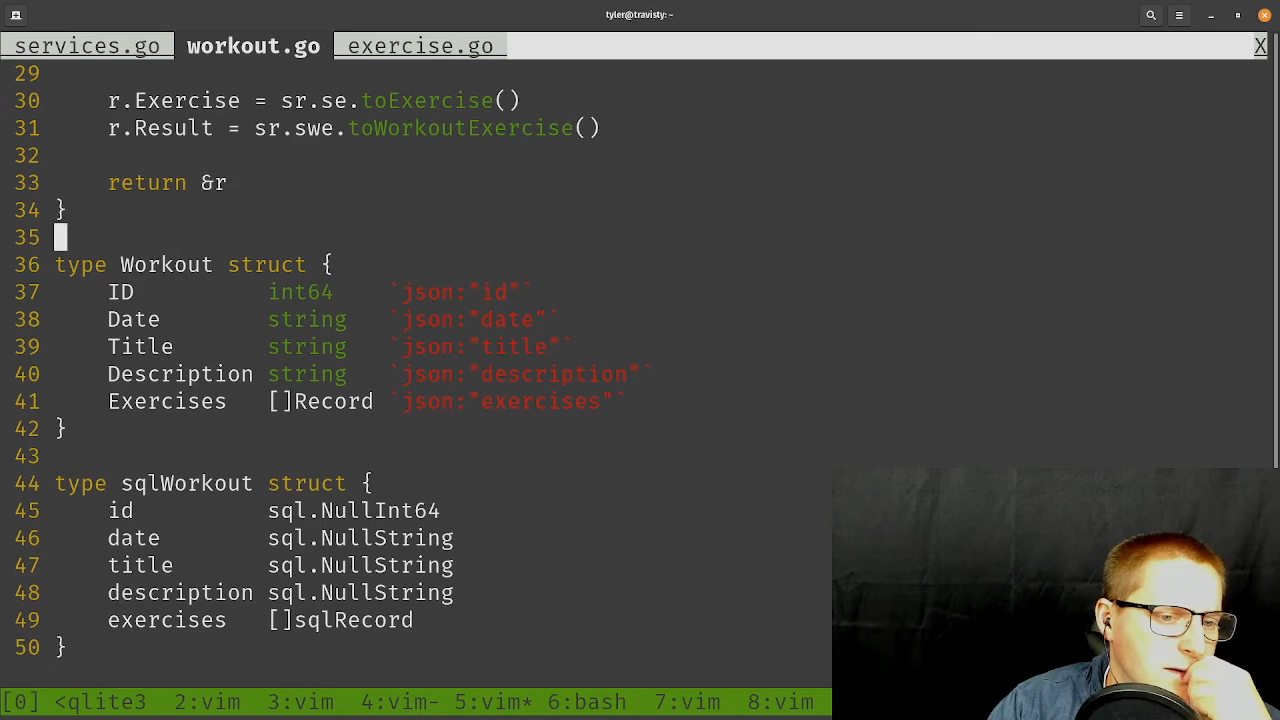 tyler@travisty: ~
services.go workout.go exercise.go X
29
30 r.Exercise = sr.se.toExercise()
31 r.Result = sr.swe.toWorkoutExercise()
32
33 return &r
34 }
35
36 type Workout struct {
37 ID int64 `json:"id"`
38 Date string `json:"date"`
39 Title string `json:"title"`
40 Description string `json:"description"`
41 Exercises []Record `json:"exercises"`
42 }
43
44 type sqlWorkout struct {
45 id sql.NullInt64
46 date sql.NullString
47 title sql.NullString
48 description sql.NullString
49 exercises []sqlRecord
50 }
[0] <qlite3 2:vim 3:vim 4:vim- 5:vim* 6:bash 7:vim 8:vim